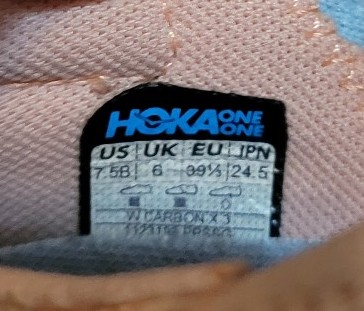 HOKA ONE ONE
US UK EU JPN
7.5B 6 39⅓ 24.5
W CARBON X 3